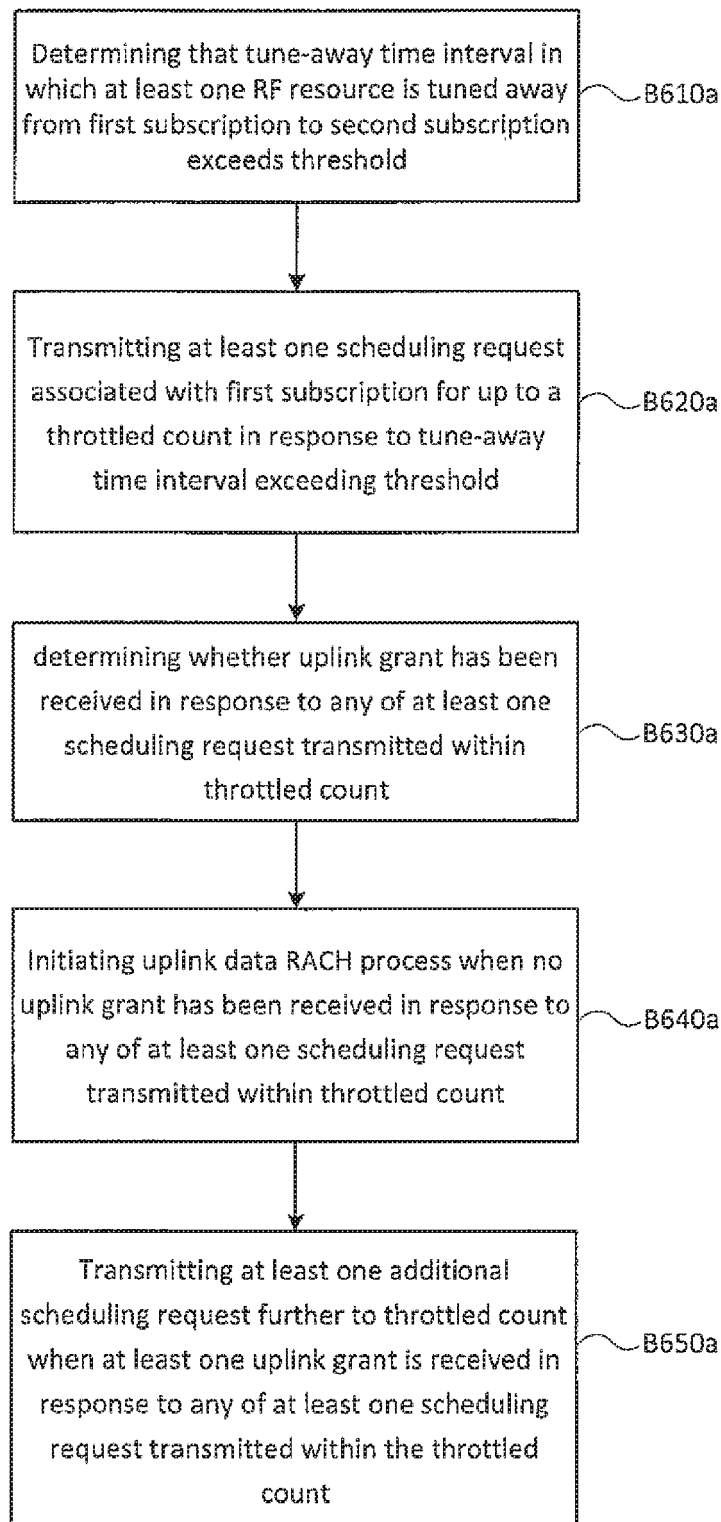 Determining that tune-away time interval in
which at least one RF resource is tuned away
from first subscription to second subscription
exceeds threshold
B610a
Transmitting at least one scheduling request
associated with first subscription for up to a
throttled count in response to tune-away
time interval exceeding threshold
B620a
determining whether uplink grant has been
received in response to any of at least one
scheduling request transmitted within
throttled count
B630a
Initiating uplink data RACH process when no
uplink grant has been received in response to
any of at least one scheduling request
transmitted within throttled count
B640a
Transmitting at least one additional
scheduling request further to throttled count
when at least one uplink grant is received in
response to any of at least one scheduling
request transmitted within the throttled
count
B650a